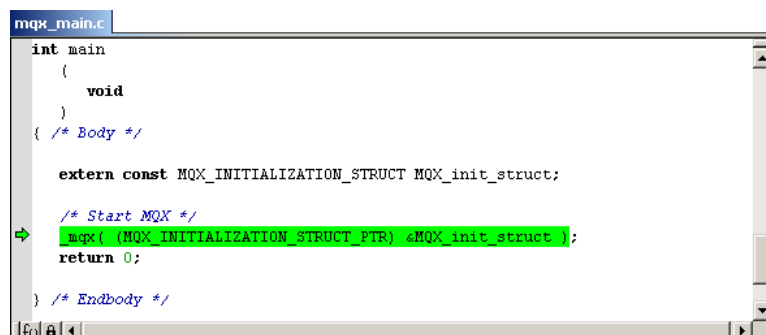 mqx_main.c
int main
(
void
)
{ /* Body */
extern const MQX_INITIALIZATION_STRUCT MQX_init_struct;
/* Start MQX */
_mqx( (MQX_INITIALIZATION_STRUCT_PTR) &MQX_init_struct );
return 0;
} /* Endbody */